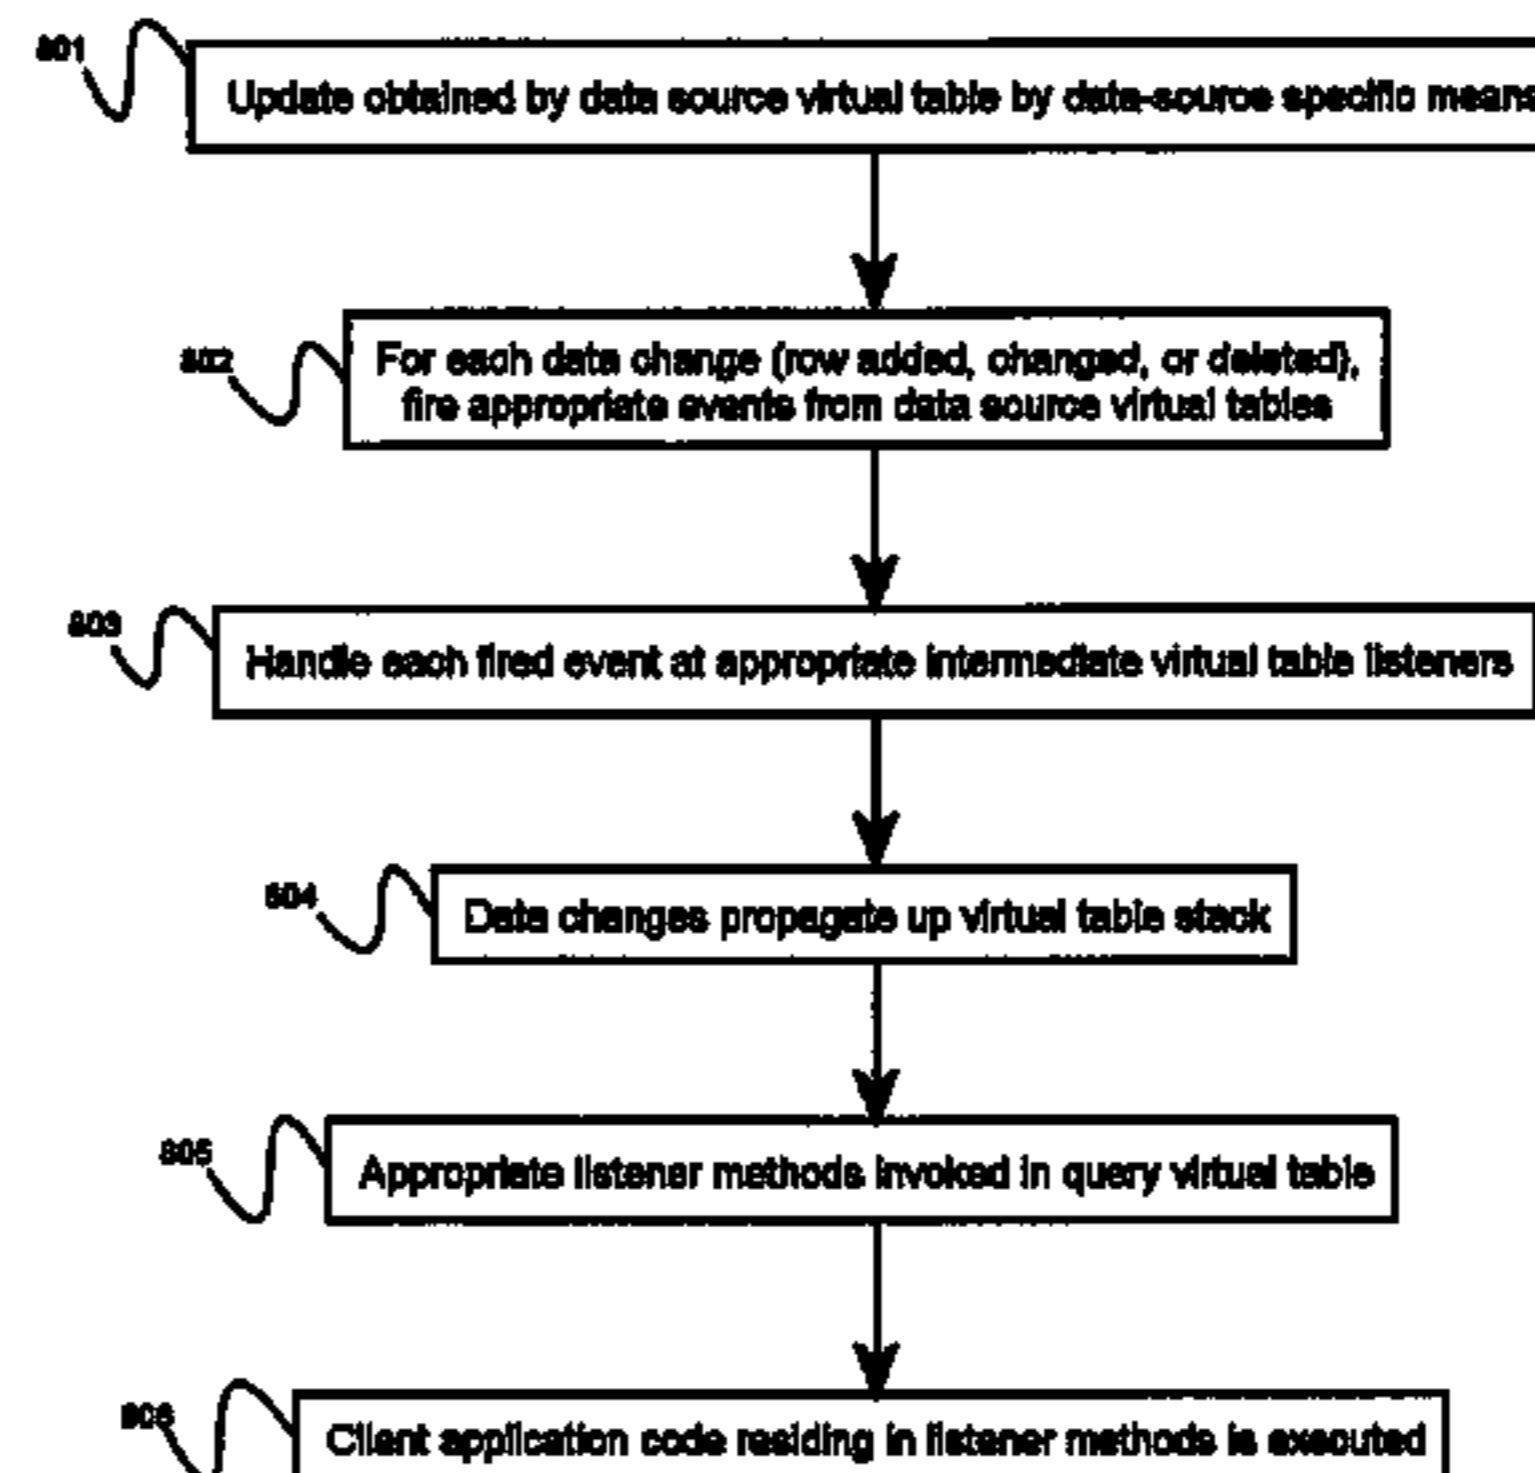 801
Update obtained by data source virtual table by data-source specific means
802
For each data change (row added, changed, or deleted),
fire appropriate events from data source virtual tables
803
Handle each fired event at appropriate intermediate virtual table listeners
804
Data changes propagate up virtual table stack
805
Appropriate listener methods invoked in query virtual table
806
Client application code residing in listener methods is executed